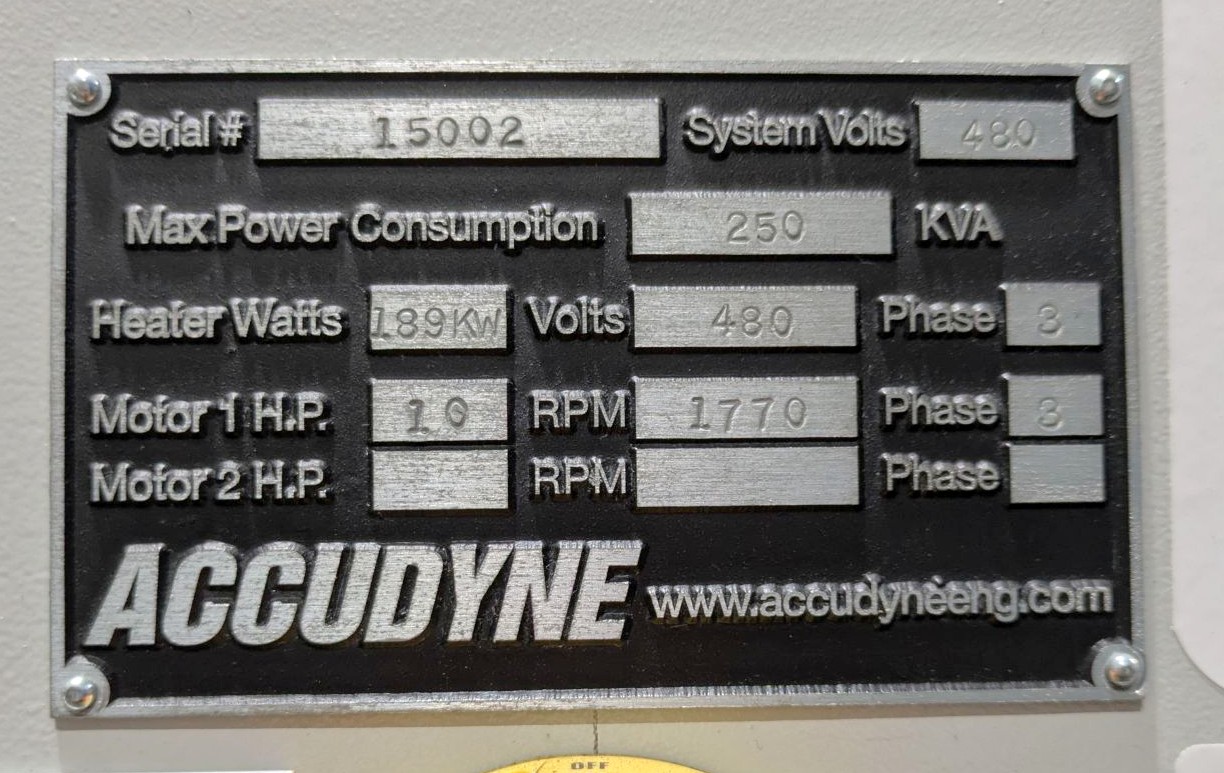 Serial # 15002 System Volts 480
Max Power Consumption 250 KVA
Heater Watts 189KW Volts 480 Phase 3
Motor 1 H.P. 10 RPM 1770 Phase 3
Motor 2 H.P. RPM Phase
ACCUDYNE www.accudyneeng.com
OFF